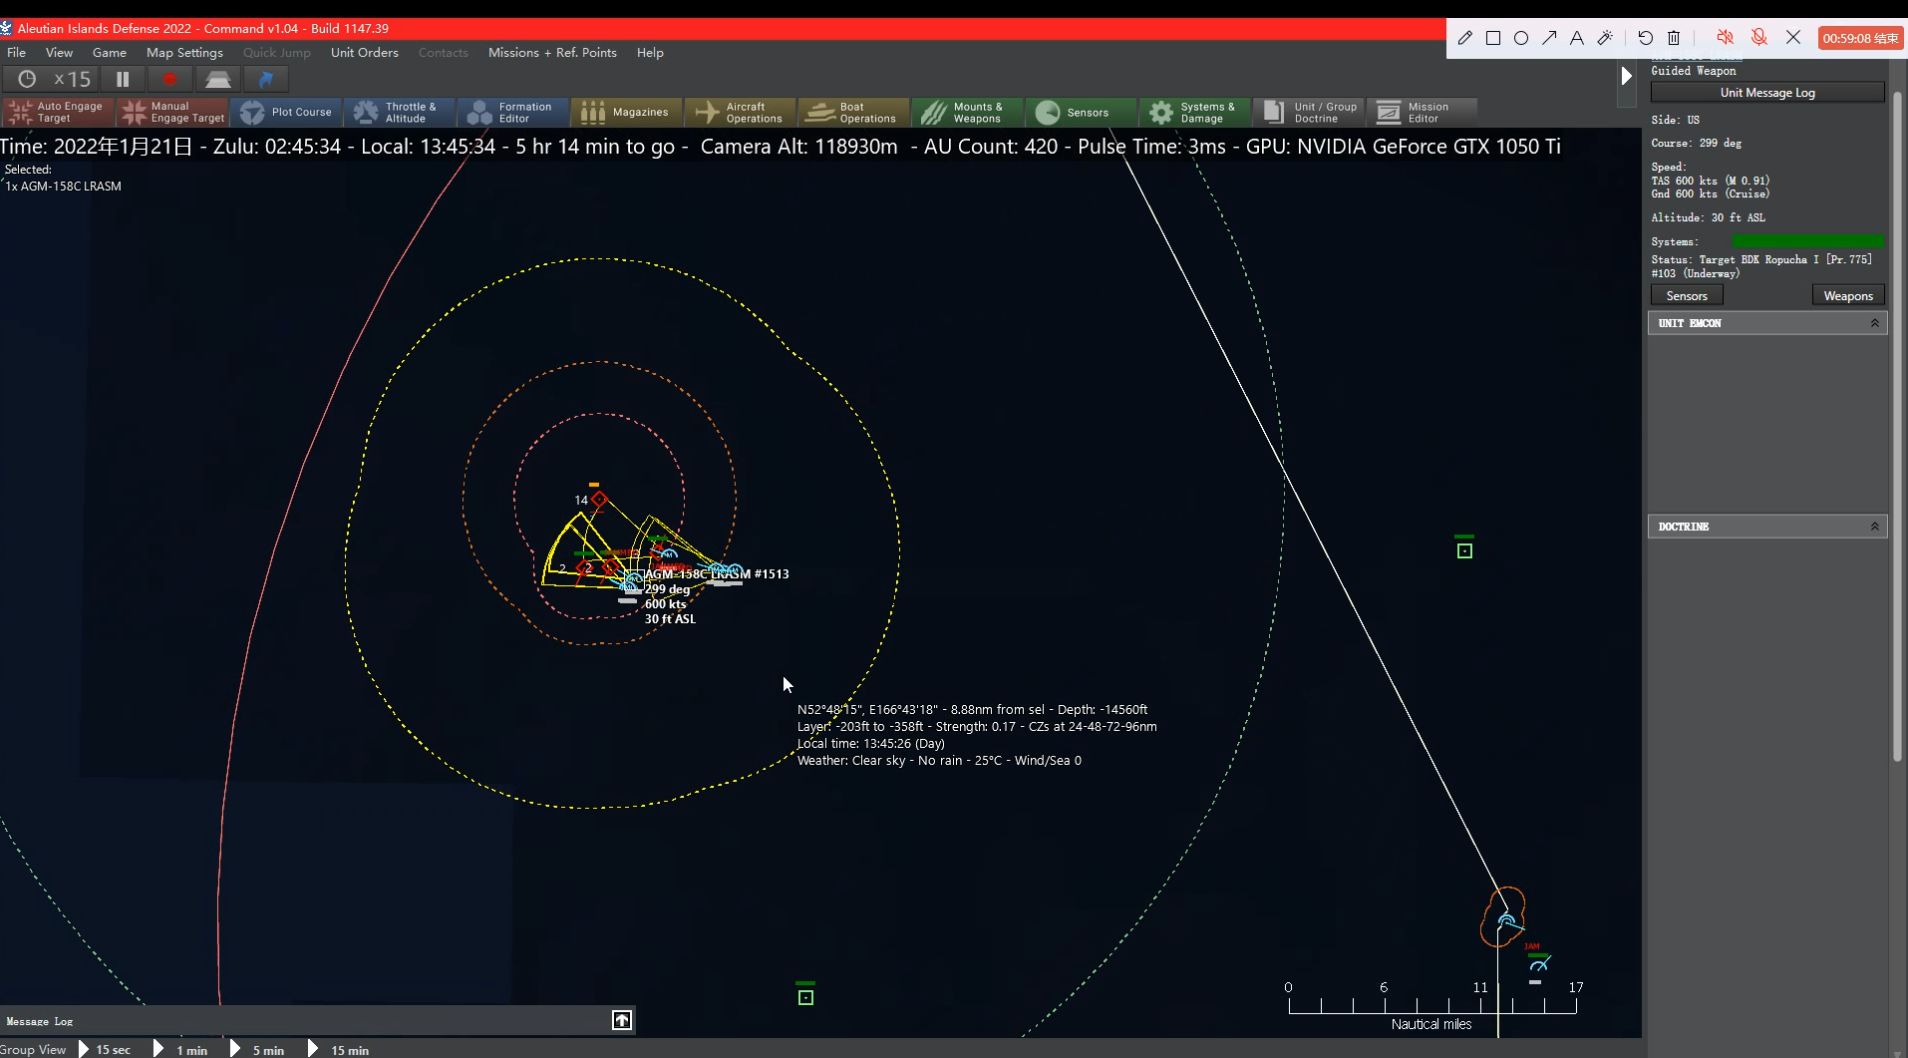 Aleutian Islands Defense 2022 - Command v1.04 - Build 1147.39
File View Game Map Settings Quick Jump Unit Orders Contacts Missions + Ref. Points Help
00:59:08 结束
x15
Auto Engage Target
Manual Engage Target
Plot Course
Throttle & Altitude
Formation Editor
Magazines
Aircraft Operations
Boat Operations
Mounts & Weapons
Sensors
Systems & Damage
Unit / Group Doctrine
Mission Editor
Time: 2022年1月21日 - Zulu: 02:45:34 - Local: 13:45:34 - 5 hr 14 min to go - Camera Alt: 118930m - AU Count: 420 - Pulse Time: 3ms - GPU: NVIDIA GeForce GTX 1050 Ti
Selected:
1x AGM-158C LRASM
14
2
2
AGM-158C LRASM #1513
299 deg
600 kts
30 ft ASL
N52°48'15", E166°43'18" - 8.88nm from sel - Depth: -14560ft
Layer: -203ft to -358ft - Strength: 0.17 - CZs at 24-48-72-96nm
Local time: 13:45:26 (Day)
Weather: Clear sky - No rain - 25°C - Wind/Sea 0
JAM
0 6 11 17
Nautical miles
Message Log
Group View 15 sec 1 min 5 min 15 min
Guided Weapon
Unit Message Log
Side: US
Course: 299 deg
Speed:
TAS 600 kts (M 0.91)
Gnd 600 kts (Cruise)
Altitude: 30 ft ASL
Systems:
Status: Target BDK Ropucha I [Pr.775]
#103 (Underway)
Sensors Weapons
UNIT EMCON
DOCTRINE